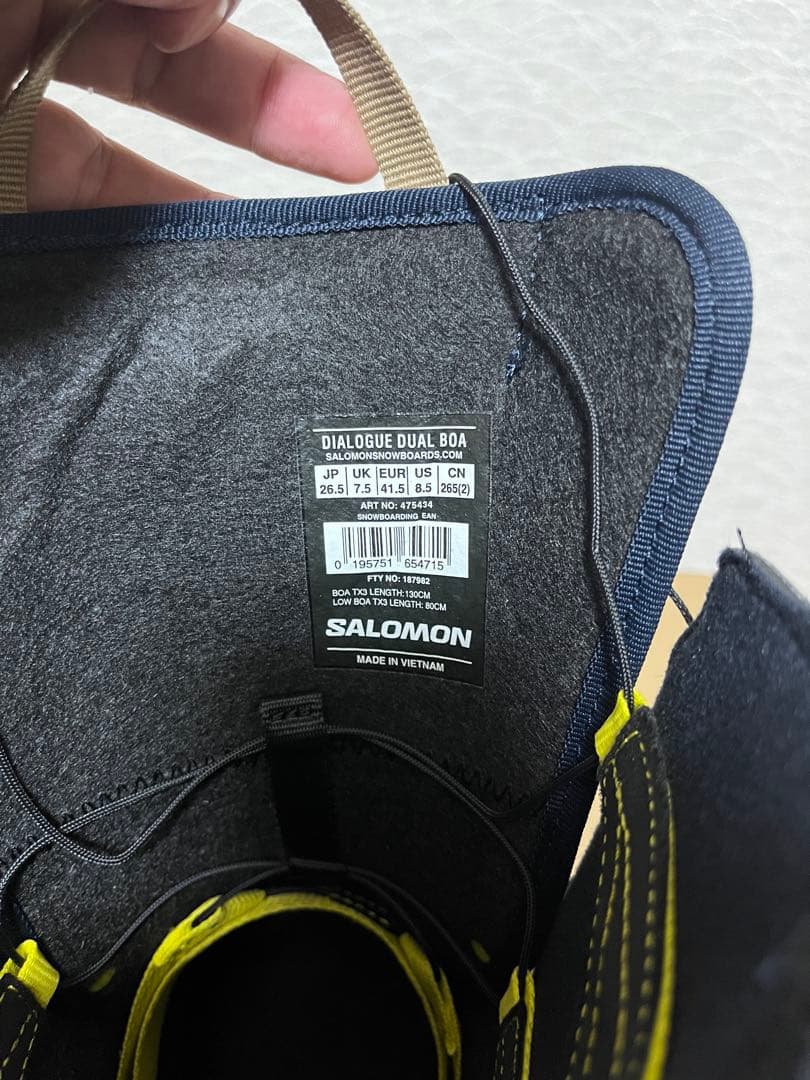 DIALOGUE DUAL BOA
SALOMONSNOWBOARDS.COM
JP UK EUR US CN
26.5 7.5 41.5 8.5 265(2)
ART NO: 475434
SNOWBOARDING EAN
0 195751 654715
FTY NO: 187982
BOA TX3 LENGTH:130CM
LOW BOA TX3 LENGTH: 80CM
SALOMON
MADE IN VIETNAM